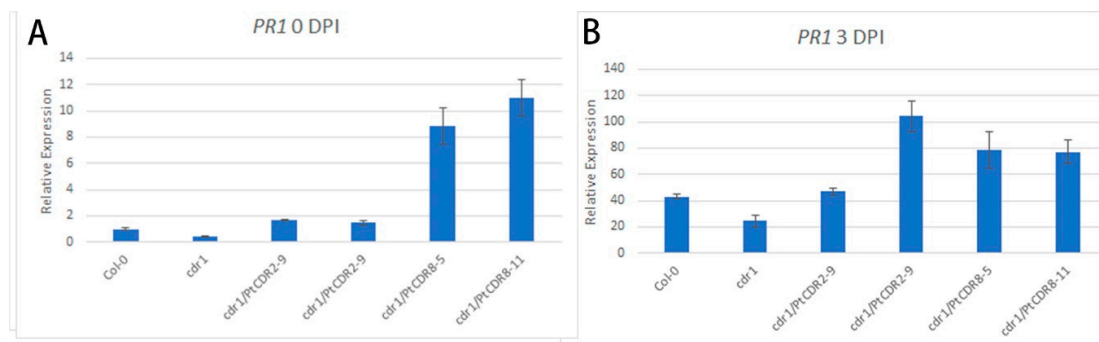 A
PR1 0 DPI
Relative Expression
14
12
10
8
6
4
2
0
Col-0
cdr1
cdr1/PtCDR2-9
cdr1/PtCDR2-9
cdr1/PtCDR8-5
cdr1/PtCDR8-11
B
PR1 3 DPI
Relative Expression
140
120
100
80
60
40
20
0
Col-0
cdr1
cdr1/PtCDR2-9
cdr1/PtCDR2-9
cdr1/PtCDR8-5
cdr1/PtCDR8-11